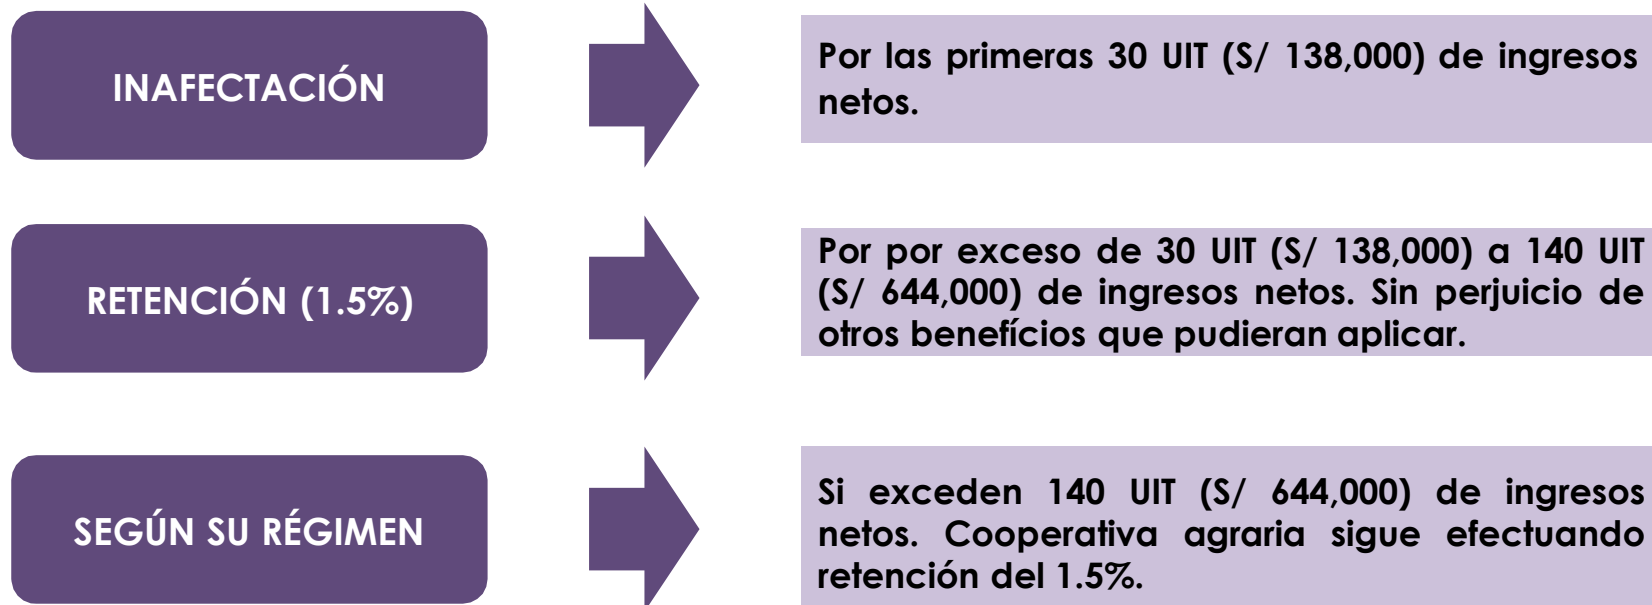 INAFECTACIÓN
Por las primeras 30 UIT (S/ 138,000) de ingresos
netos.
RETENCIÓN (1.5%)
Por por exceso de 30 UIT (S/ 138,000) a 140 UIT
(S/ 644,000) de ingresos netos. Sin perjuicio de
otros benefícios que pudieran aplicar.
SEGÚN SU RÉGIMEN
Si exceden 140 UIT (S/ 644,000) de ingresos
netos. Cooperativa agraria sigue efectuando
retención del 1.5%.